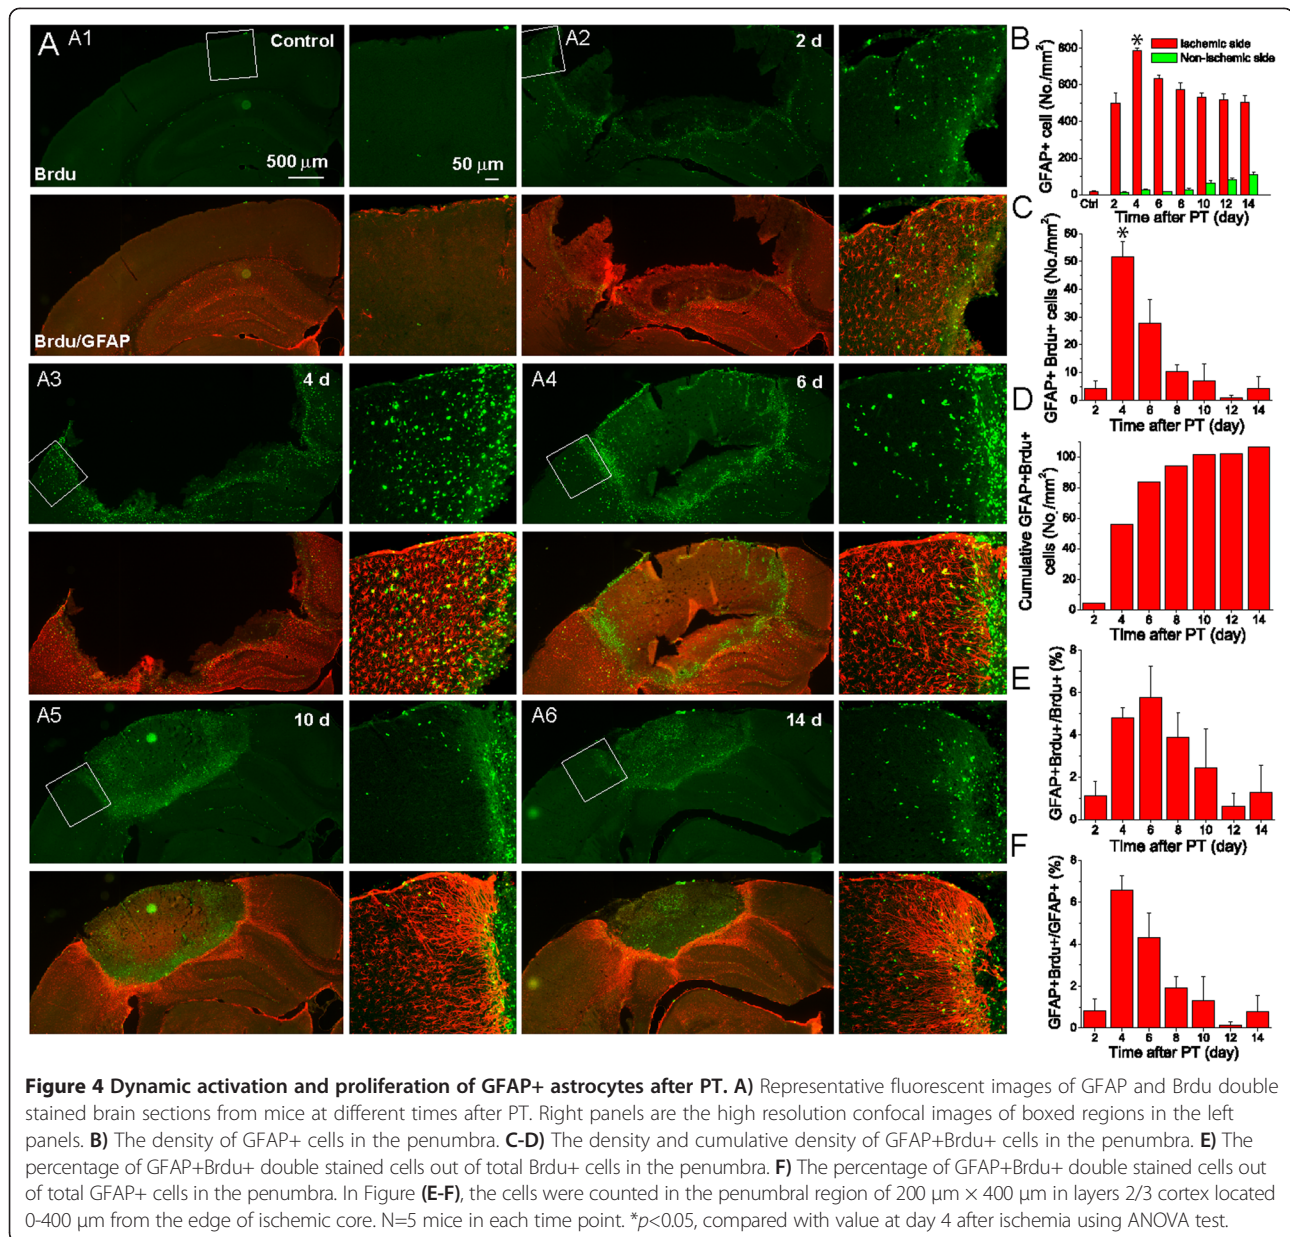 A A1 Control
Brdu
500 µm
50 µm
A2 2 d
Brdu/GFAP
A3 4 d
A4 6 d
A5 10 d
A6 14 d
B
GFAP+ cell (No./mm²)
Ischemic side
Non-ischemic side
*
800
600
400
200
0
Ctrl 2 4 6 8 10 12 14
Time after PT (day)
C
GFAP+ Brdu+ cells (No./mm²)
*
60
50
40
30
20
10
0
2 4 6 8 10 12 14
Time after PT (day)
D
Cumulative GFAP+Brdu+
cells (No/mm²)
100
80
60
40
20
0
2 4 6 8 10 12 14
Time after PT (day)
E
GFAP+Brdu+/Brdu+ (%)
8
6
4
2
0
2 4 6 8 10 12 14
Time after PT (day)
F
GFAP+Brdu+/GFAP+ (%)
8
6
4
2
0
2 4 6 8 10 12 14
Time after PT (day)
Figure 4 Dynamic activation and proliferation of GFAP+ astrocytes after PT. A) Representative fluorescent images of GFAP and Brdu double
stained brain sections from mice at different times after PT. Right panels are the high resolution confocal images of boxed regions in the left
panels. B) The density of GFAP+ cells in the penumbra. C-D) The density and cumulative density of GFAP+Brdu+ cells in the penumbra. E) The
percentage of GFAP+Brdu+ double stained cells out of total Brdu+ cells in the penumbra. F) The percentage of GFAP+Brdu+ double stained cells out
of total GFAP+ cells in the penumbra. In Figure (E-F), the cells were counted in the penumbral region of 200 µm × 400 µm in layers 2/3 cortex located
0-400 µm from the edge of ischemic core. N=5 mice in each time point. *p<0.05, compared with value at day 4 after ischemia using ANOVA test.